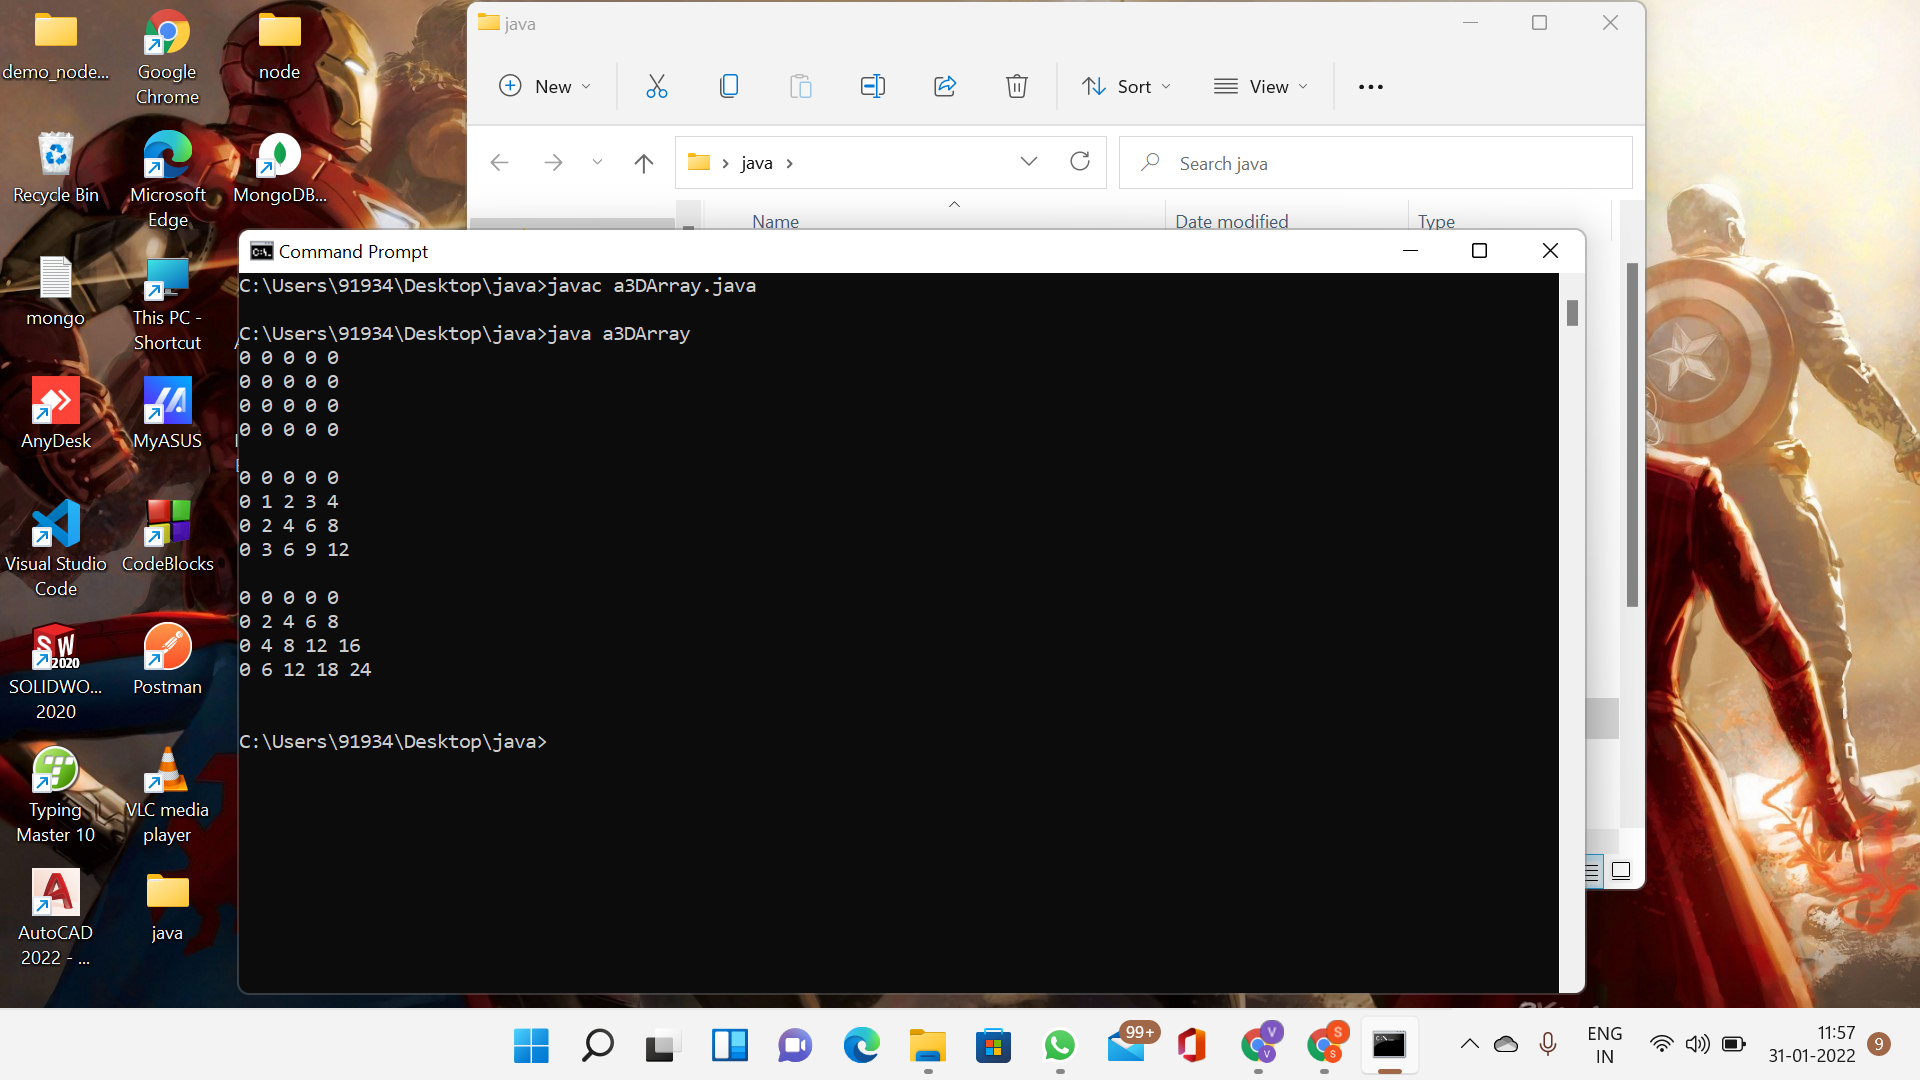 demo_node...
Google
Chrome
node
Recycle Bin
Microsoft
Edge
MongoDB...
mongo
This PC -
Shortcut
AnyDesk
MyASUS
Visual Studio
Code
CodeBlocks
SW
2020
SOLIDWO...
2020
Postman
Typing
Master 10
VLC media
player
AutoCAD
2022 - ...
java
java
New
Sort
View
java
Search java
Name
Date modified
Type
Command Prompt
C:\Users\91934\Desktop\java>javac a3DArray.java
C:\Users\91934\Desktop\java>java a3DArray
0 0 0 0 0
0 0 0 0 0
0 0 0 0 0
0 0 0 0 0
0 0 0 0 0
0 1 2 3 4
0 2 4 6 8
0 3 6 9 12
0 0 0 0 0
0 2 4 6 8
0 4 8 12 16
0 6 12 18 24
C:\Users\91934\Desktop\java>
99+
V
V
S
S
ENG
IN
11:57
31-01-2022
9